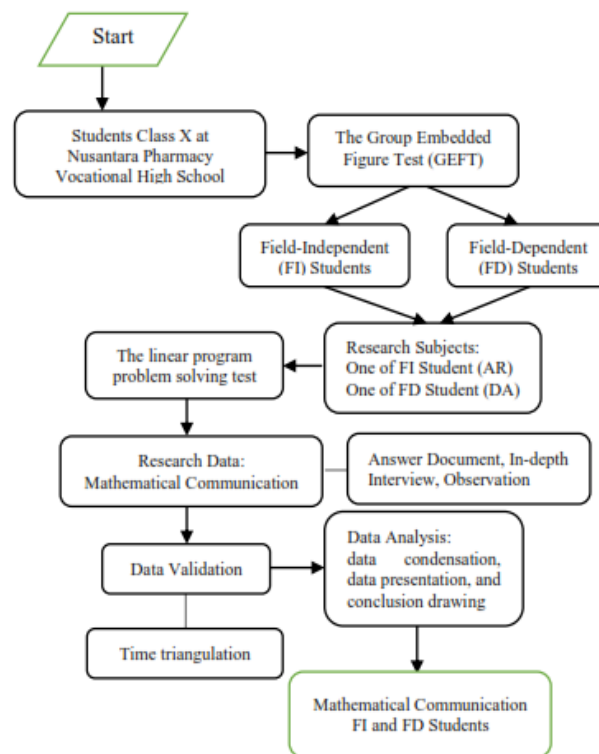 Start
Students Class X at
Nusantara Pharmacy
Vocational High School
The Group Embedded
Figure Test (GEFT)
Field-Independent
(FI) Students
Field-Dependent
(FD) Students
Research Subjects:
One of FI Student (AR)
One of FD Student (DA)
The linear program
problem solving test
Research Data:
Mathematical Communication
Answer Document, In-depth
Interview, Observation
Data Validation
Data Analysis:
data condensation,
data presentation, and
conclusion drawing
Time triangulation
Mathematical Communication
FI and FD Students